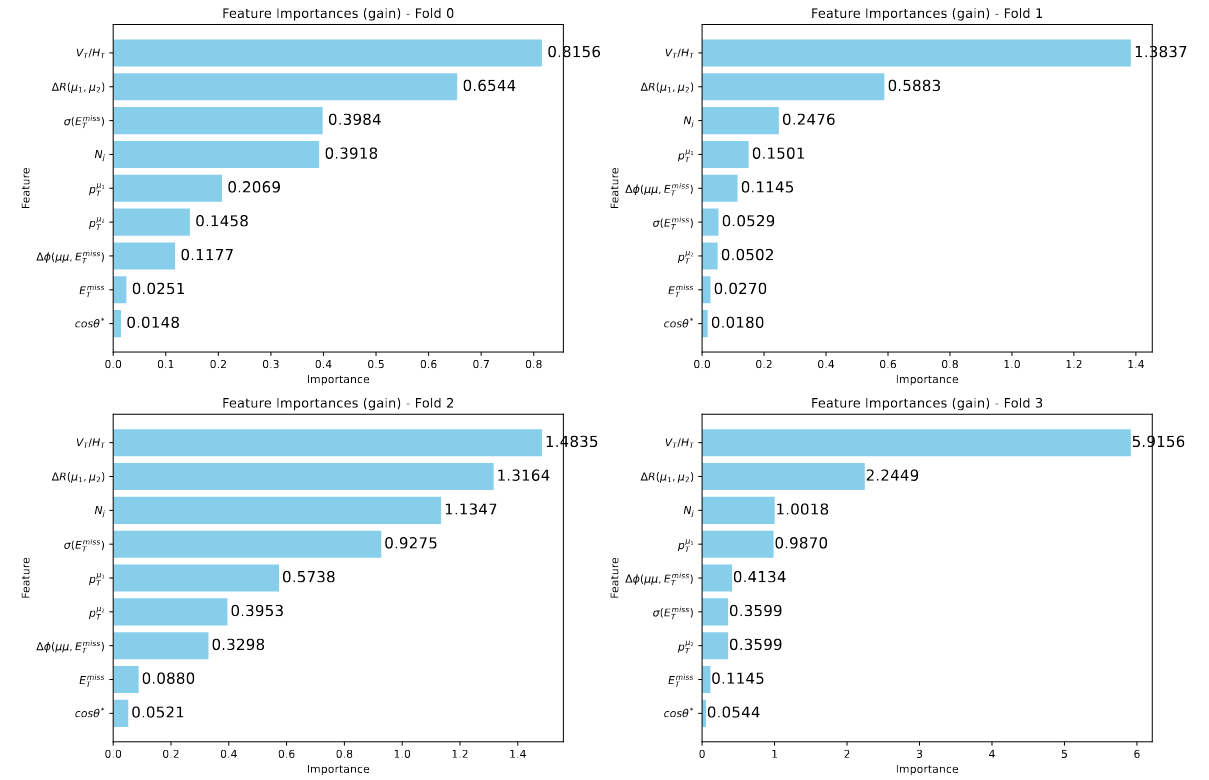 Feature Importances (gain) - Fold 0
Feature
V_T/H_T 0.8156
ΔR(μ₁, μ₂) 0.6544
σ(E_T^miss) 0.3984
N_j 0.3918
p_T^μ₁ 0.2069
p_T^μ₂ 0.1458
Δϕ(μμ, E_T^miss) 0.1177
E_T^miss 0.0251
cosθ* 0.0148
0.0 0.1 0.2 0.3 0.4 0.5 0.6 0.7 0.8
Importance
Feature Importances (gain) - Fold 1
Feature
V_T/H_T 1.3837
ΔR(μ₁, μ₂) 0.5883
N_j 0.2476
p_T^μ₁ 0.1501
Δϕ(μμ, E_T^miss) 0.1145
σ(E_T^miss) 0.0529
p_T^μ₂ 0.0502
E_T^miss 0.0270
cosθ* 0.0180
0.0 0.2 0.4 0.6 0.8 1.0 1.2 1.4
Importance
Feature Importances (gain) - Fold 2
Feature
V_T/H_T 1.4835
ΔR(μ₁, μ₂) 1.3164
N_j 1.1347
σ(E_T^miss) 0.9275
p_T^μ₁ 0.5738
p_T^μ₂ 0.3953
Δϕ(μμ, E_T^miss) 0.3298
E_T^miss 0.0880
cosθ* 0.0521
0.0 0.2 0.4 0.6 0.8 1.0 1.2 1.4
Importance
Feature Importances (gain) - Fold 3
Feature
V_T/H_T 5.9156
ΔR(μ₁, μ₂) 2.2449
N_j 1.0018
p_T^μ₁ 0.9870
Δϕ(μμ, E_T^miss) 0.4134
σ(E_T^miss) 0.3599
p_T^μ₂ 0.3599
E_T^miss 0.1145
cosθ* 0.0544
0 1 2 3 4 5 6
Importance